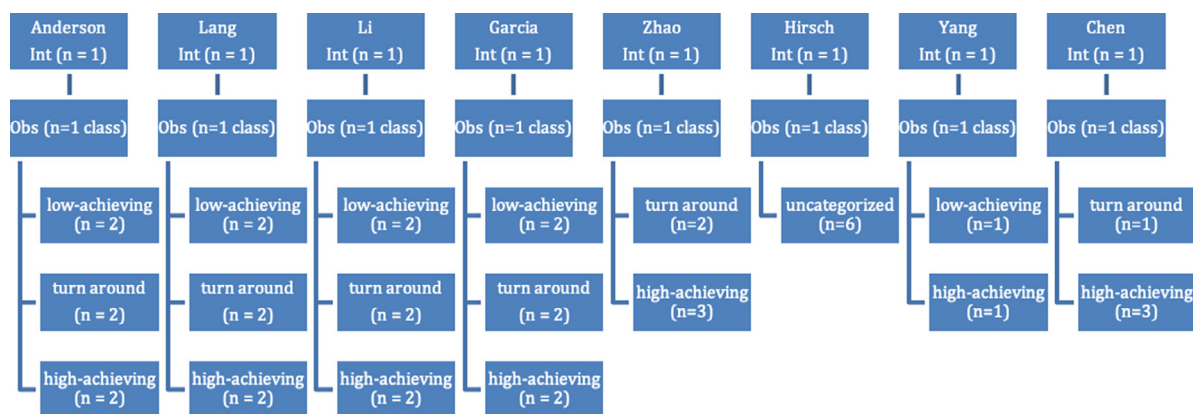 Anderson
Int (n = 1)
Lang
Int (n = 1)
Li
Int (n = 1)
Garcia
Int (n = 1)
Zhao
Int (n = 1)
Hirsch
Int (n = 1)
Yang
Int (n = 1)
Chen
Int (n = 1)
Obs (n=1 class)
Obs (n=1 class)
Obs (n=1 class)
Obs (n=1 class)
Obs (n=1 class)
Obs (n=1 class)
Obs (n=1 class)
Obs (n=1 class)
low-achieving
(n = 2)
low-achieving
(n = 2)
low-achieving
(n = 2)
low-achieving
(n = 2)
turn around
(n=2)
uncategorized
(n=6)
low-achieving
(n=1)
turn around
(n=1)
turn around
(n = 2)
turn around
(n = 2)
turn around
(n = 2)
turn around
(n = 2)
high-achieving
(n=3)
high-achieving
(n=1)
high-achieving
(n=3)
high-achieving
(n = 2)
high-achieving
(n = 2)
high-achieving
(n = 2)
high-achieving
(n = 2)